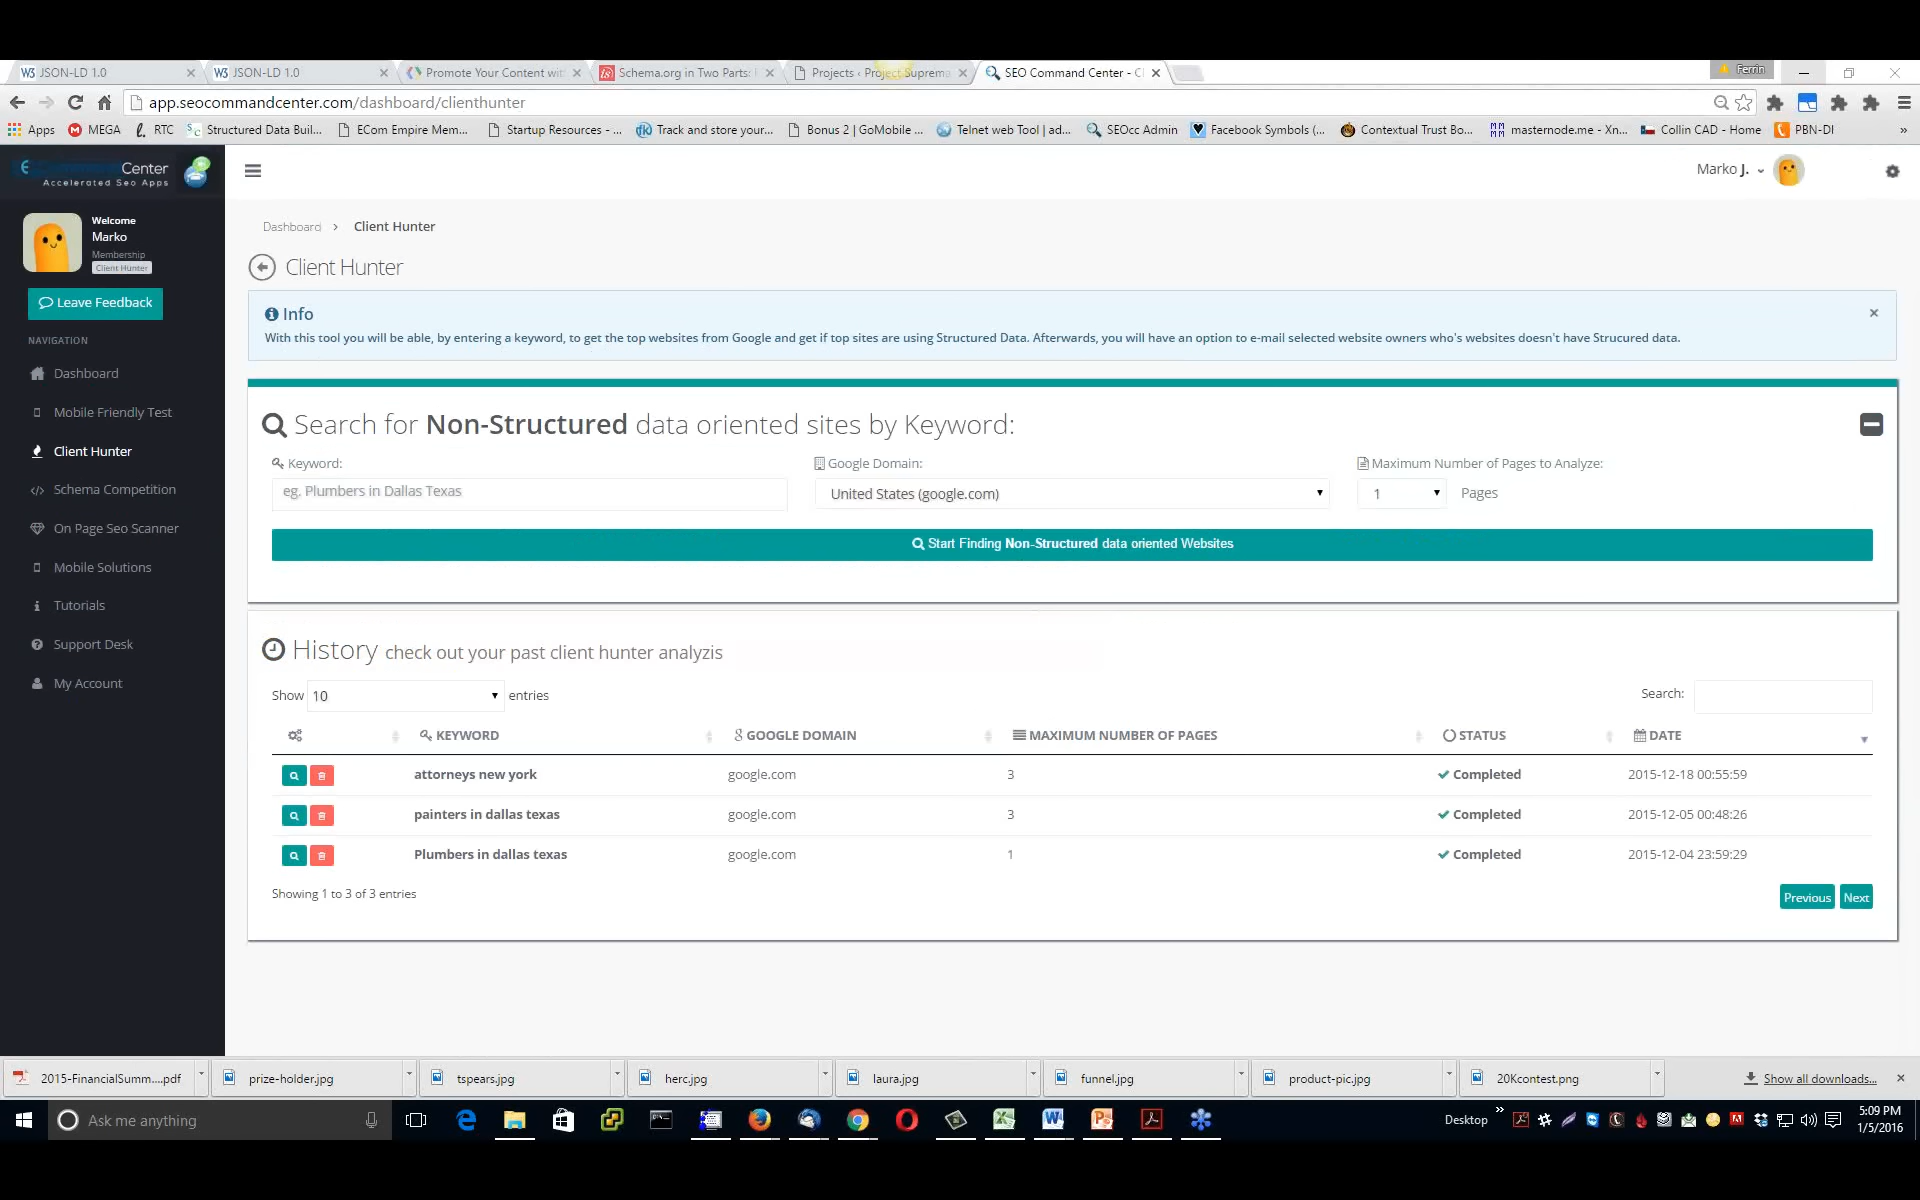 JSON-LD 1.0
JSON-LD 1.0
Promote Your Content wit
Schema.org in Two Parts:
Projects ‹ Project Suprema
SEO Command Center - C
Ferrin
app.seocommandcenter.com/dashboard/clienthunter
Apps
MEGA
RTC
Structured Data Buil...
ECom Empire Mem...
Startup Resources - ...
Track and store your...
Bonus 2 | GoMobile ...
Telnet web Tool | ad...
SEOcc Admin
Facebook Symbols (...
Contextual Trust Bo...
masternode.me - Xn...
Collin CAD - Home
PBN-DI
»
Center
Accelerated Seo Apps
Marko J.
Welcome
Marko
Membership
Client Hunter
Leave Feedback
NAVIGATION
Dashboard
Mobile Friendly Test
Client Hunter
Schema Competition
On Page Seo Scanner
Mobile Solutions
Tutorials
Support Desk
My Account
Dashboard > Client Hunter
Client Hunter
Info
With this tool you will be able, by entering a keyword, to get the top websites from Google and get if top sites are using Structured Data. Afterwards, you will have an option to e-mail selected website owners who's websites doesn't have Strucured data.
Search for Non-Structured data oriented sites by Keyword:
Keyword:
Google Domain:
Maximum Number of Pages to Analyze:
eg. Plumbers in Dallas Texas
United States (google.com)
1
Pages
Start Finding Non-Structured data oriented Websites
History check out your past client hunter analyzis
Show 10 entries
Search:
KEYWORD GOOGLE DOMAIN MAXIMUM NUMBER OF PAGES STATUS DATE
attorneys new york google.com 3 Completed 2015-12-18 00:55:59
painters in dallas texas google.com 3 Completed 2015-12-05 00:48:26
Plumbers in dallas texas google.com 1 Completed 2015-12-04 23:59:29
Showing 1 to 3 of 3 entries
Previous
Next
2015-FinancialSumm....pdf
prize-holder.jpg
tspears.jpg
herc.jpg
laura.jpg
funnel.jpg
product-pic.jpg
20Kcontest.png
Show all downloads...
Ask me anything
Desktop
5:09 PM
1/5/2016